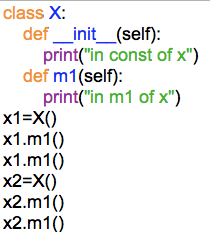 class X:
    def __init__(self):
        print("in const of x")
    def m1(self):
        print("in m1 of x")
x1=X()
x1.m1()
x1.m1()
x2=X()
x2.m1()
x2.m1()